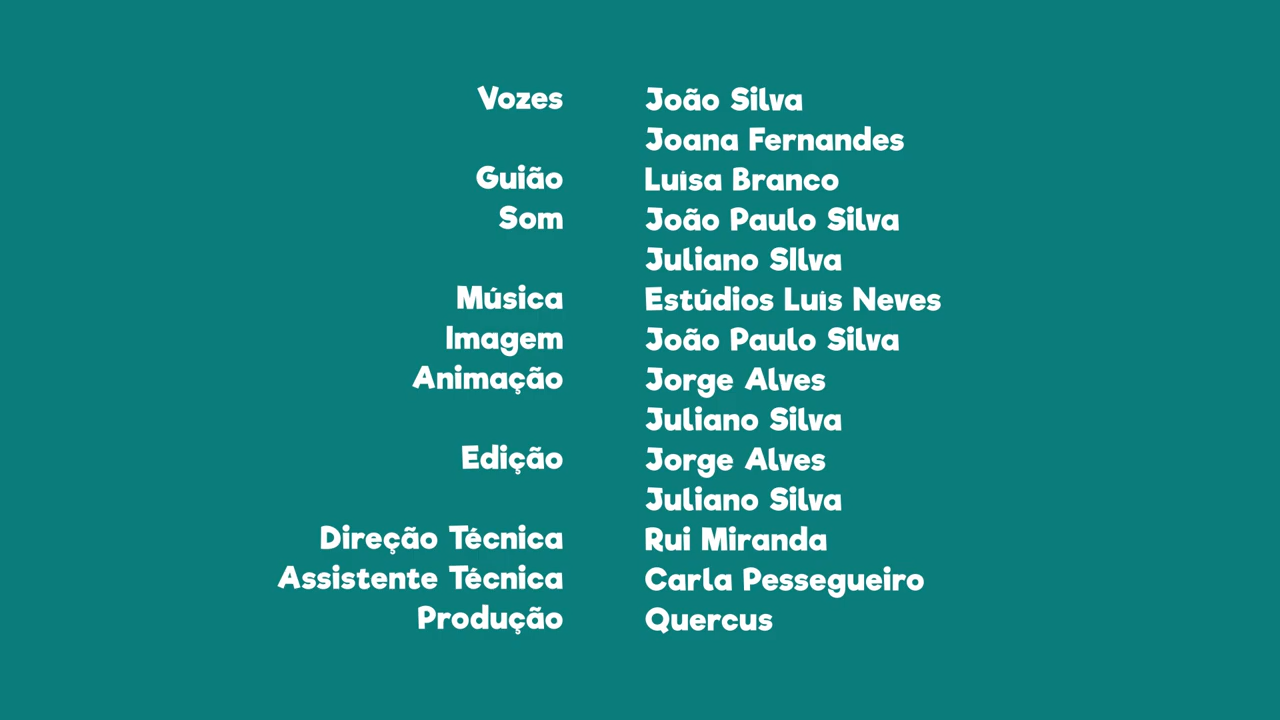 Vozes João Silva
Joana Fernandes
Guião Luísa Branco
Som João Paulo Silva
Juliano SIlva
Música Estúdios Luís Neves
Imagem João Paulo Silva
Animação Jorge Alves
Juliano Silva
Edição Jorge Alves
Juliano Silva
Direção Técnica Rui Miranda
Assistente Técnica Carla Pessegueiro
Produção Quercus